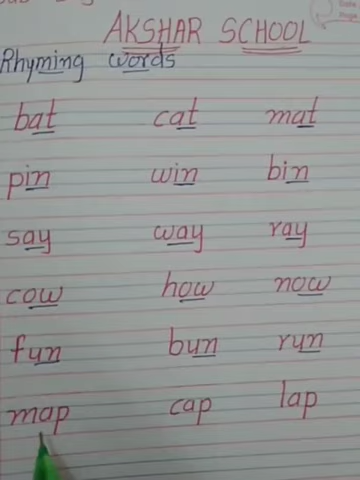 AKSHAR SCHOOL
Rhyming words
bat cat mat
pin win bin
say way ray
cow how now
fun bun run
map cap lap